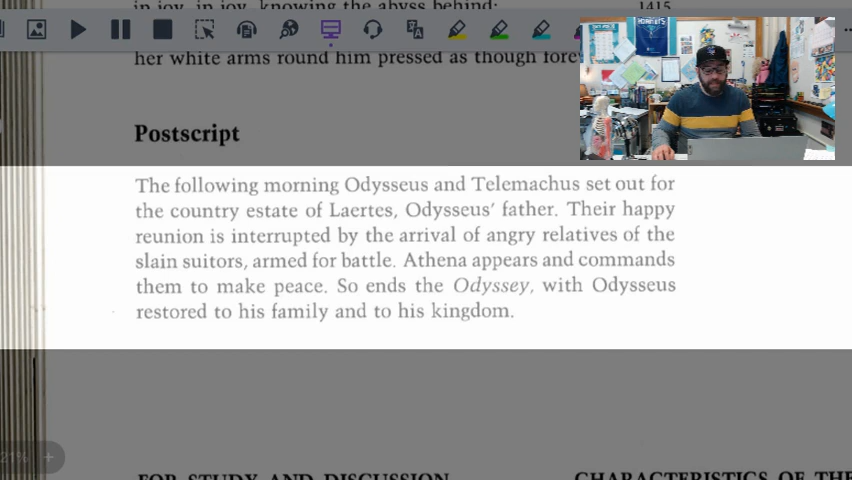 in joy, in joy, knowing the abyss behind:
1415
her white arms round him pressed as though
Postscript
The following morning Odysseus and Telemachus set out for
the country estate of Laertes, Odysseus' father. Their happy
reunion is interrupted by the arrival of angry relatives of the
slain suitors, armed for battle. Athena appears and commands
them to make peace. So ends the Odyssey, with Odysseus
restored to his family and to his kingdom.
21%
FOR STUDY AND DISCUSSION
CHARACTERISTICS OF THE
HORNETS